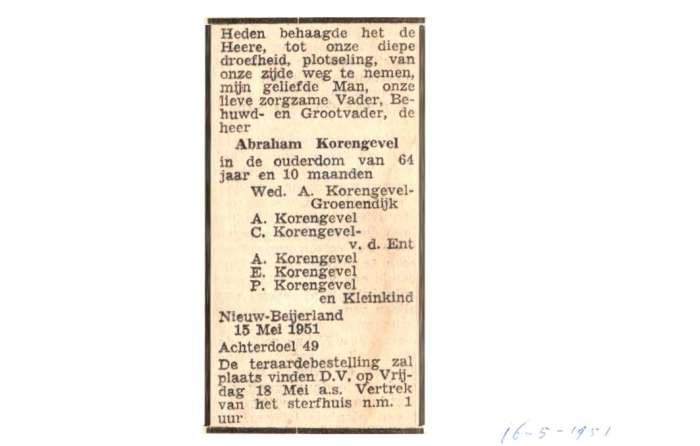 Heden behaagde het de
Heere, tot onze diepe
droefheid, plotseling, van
onze zijde weg te nemen,
mijn geliefde Man, onze
lieve zorgzame Vader, Be-
huwd- en Grootvader, de
heer
Abraham Korengevel
in de ouderdom van 64
jaar en 10 maanden
Wed. A. Korengevel-
Groenendijk
A. Korengevel
C. Korengevel-
v. d. Ent
A. Korengevel
E. Korengevel
P. Korengevel
en Kleinkind
Nieuw-Beijerland
15 Mei 1951
Achterdoel 49
De teraardebestelling zal
plaats vinden D.V. op Vrij-
dag 18 Mei a.s. Vertrek
van het sterfhuis n.m. 1
uur
16-5-1951